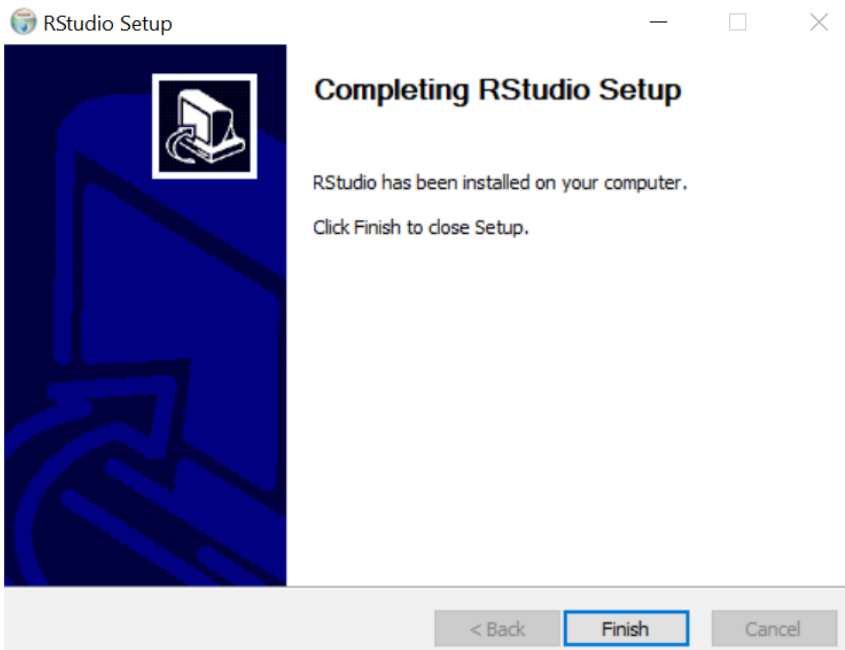 RStudio Setup
Completing RStudio Setup
RStudio has been installed on your computer.
Click Finish to close Setup.
< Back
Finish
Cancel